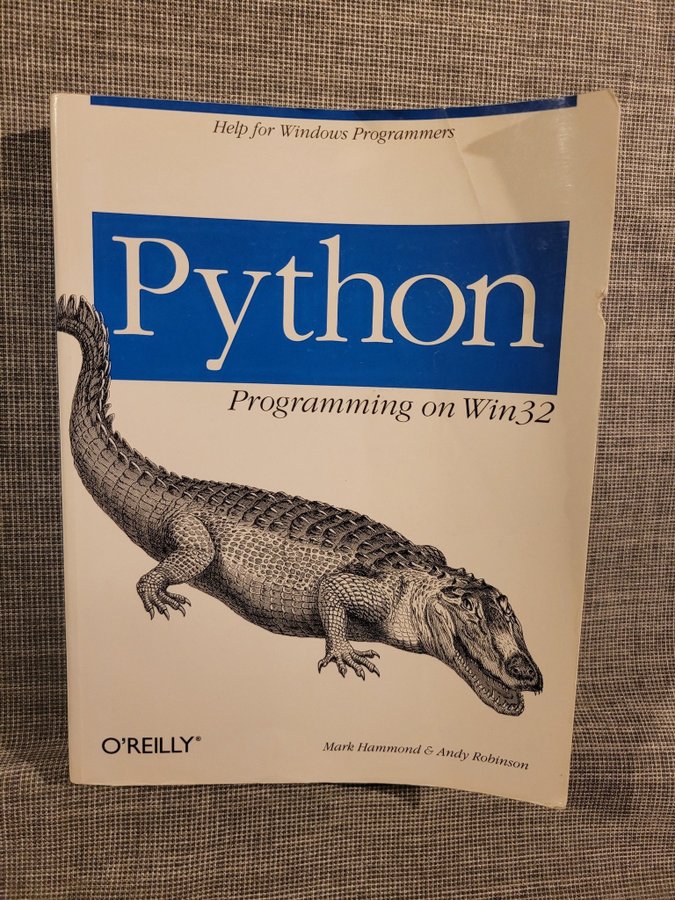 Help for Windows Programmers
Python
Programming on Win32
O'REILLY®
Mark Hammond & Andy Robinson